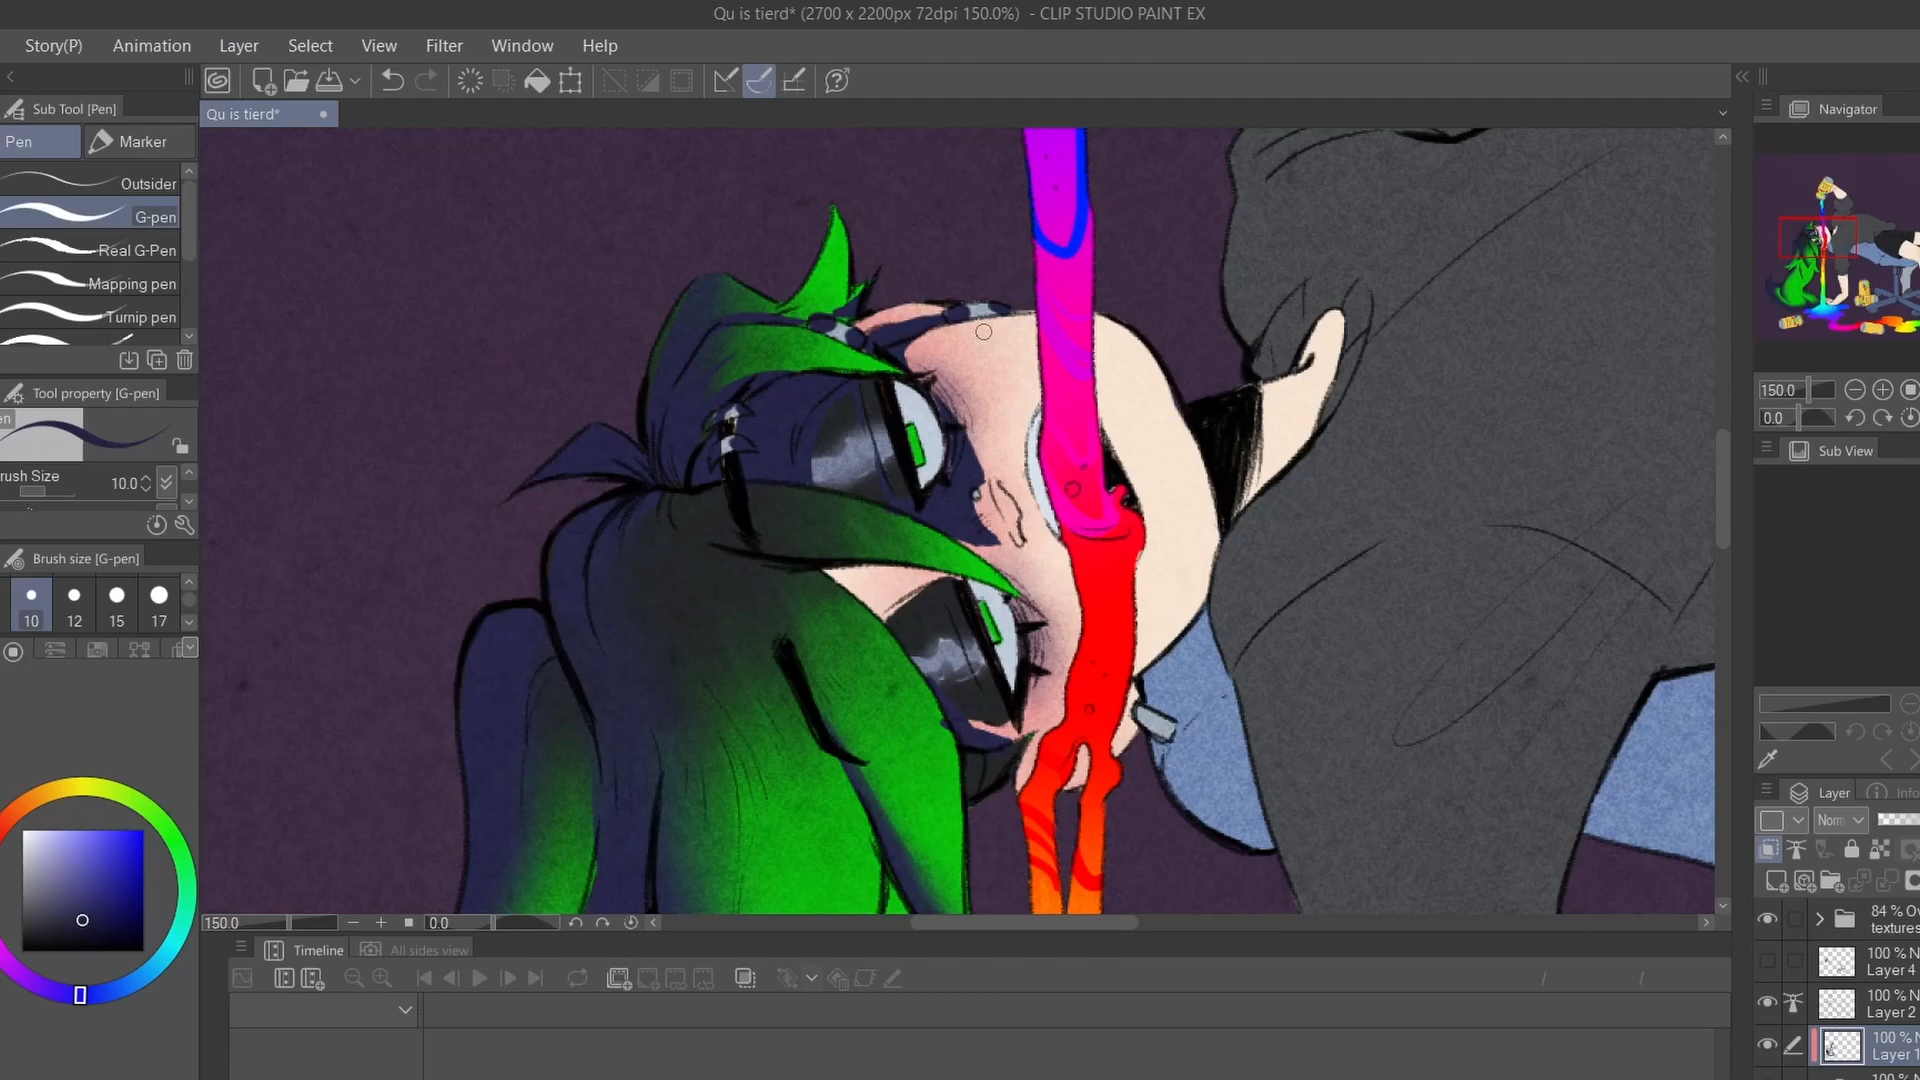 Qu is tierd* (2700 x 2200px 72dpi 150.0%) - CLIP STUDIO PAINT EX
Story(P) Animation Layer Select View Filter Window Help
Sub Tool [Pen]
Qu is tierd*
Navigator
Pen
Marker
Outsider
G-pen
Real G-Pen
Mapping pen
Turnip pen
Tool property [G-pen]
en
rush Size
10.0
Brush size [G-pen]
10 12 15 17
150.0
0.0
Sub View
Layer Info
Norm
84 % Ov
textures
100 % N
Layer 4
100 % N
Layer 2
100 % N
Layer 1
100 % N
150.0 0.0
Timeline
All sides view
/ /